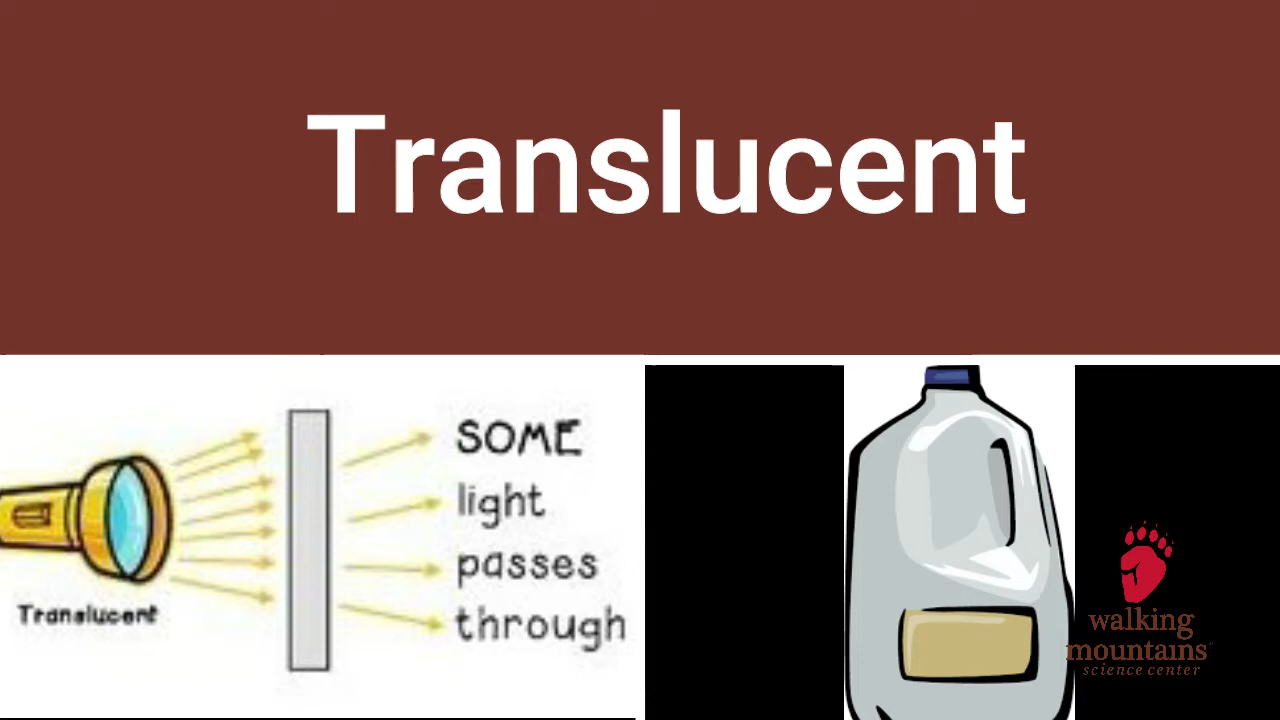 Translucent
SOME
light
passes
through
Translucent
walking
mountains
science center